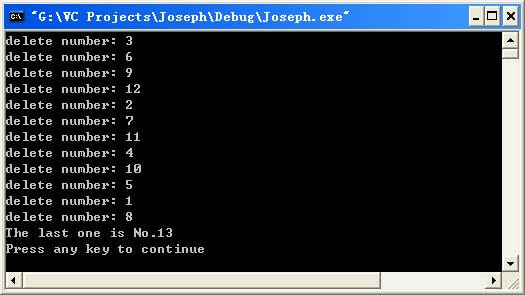 "G:\VC Projects\Joseph\Debug\Joseph.exe"
delete number: 3
delete number: 6
delete number: 9
delete number: 12
delete number: 2
delete number: 7
delete number: 11
delete number: 4
delete number: 10
delete number: 5
delete number: 1
delete number: 8
The last one is No.13
Press any key to continue